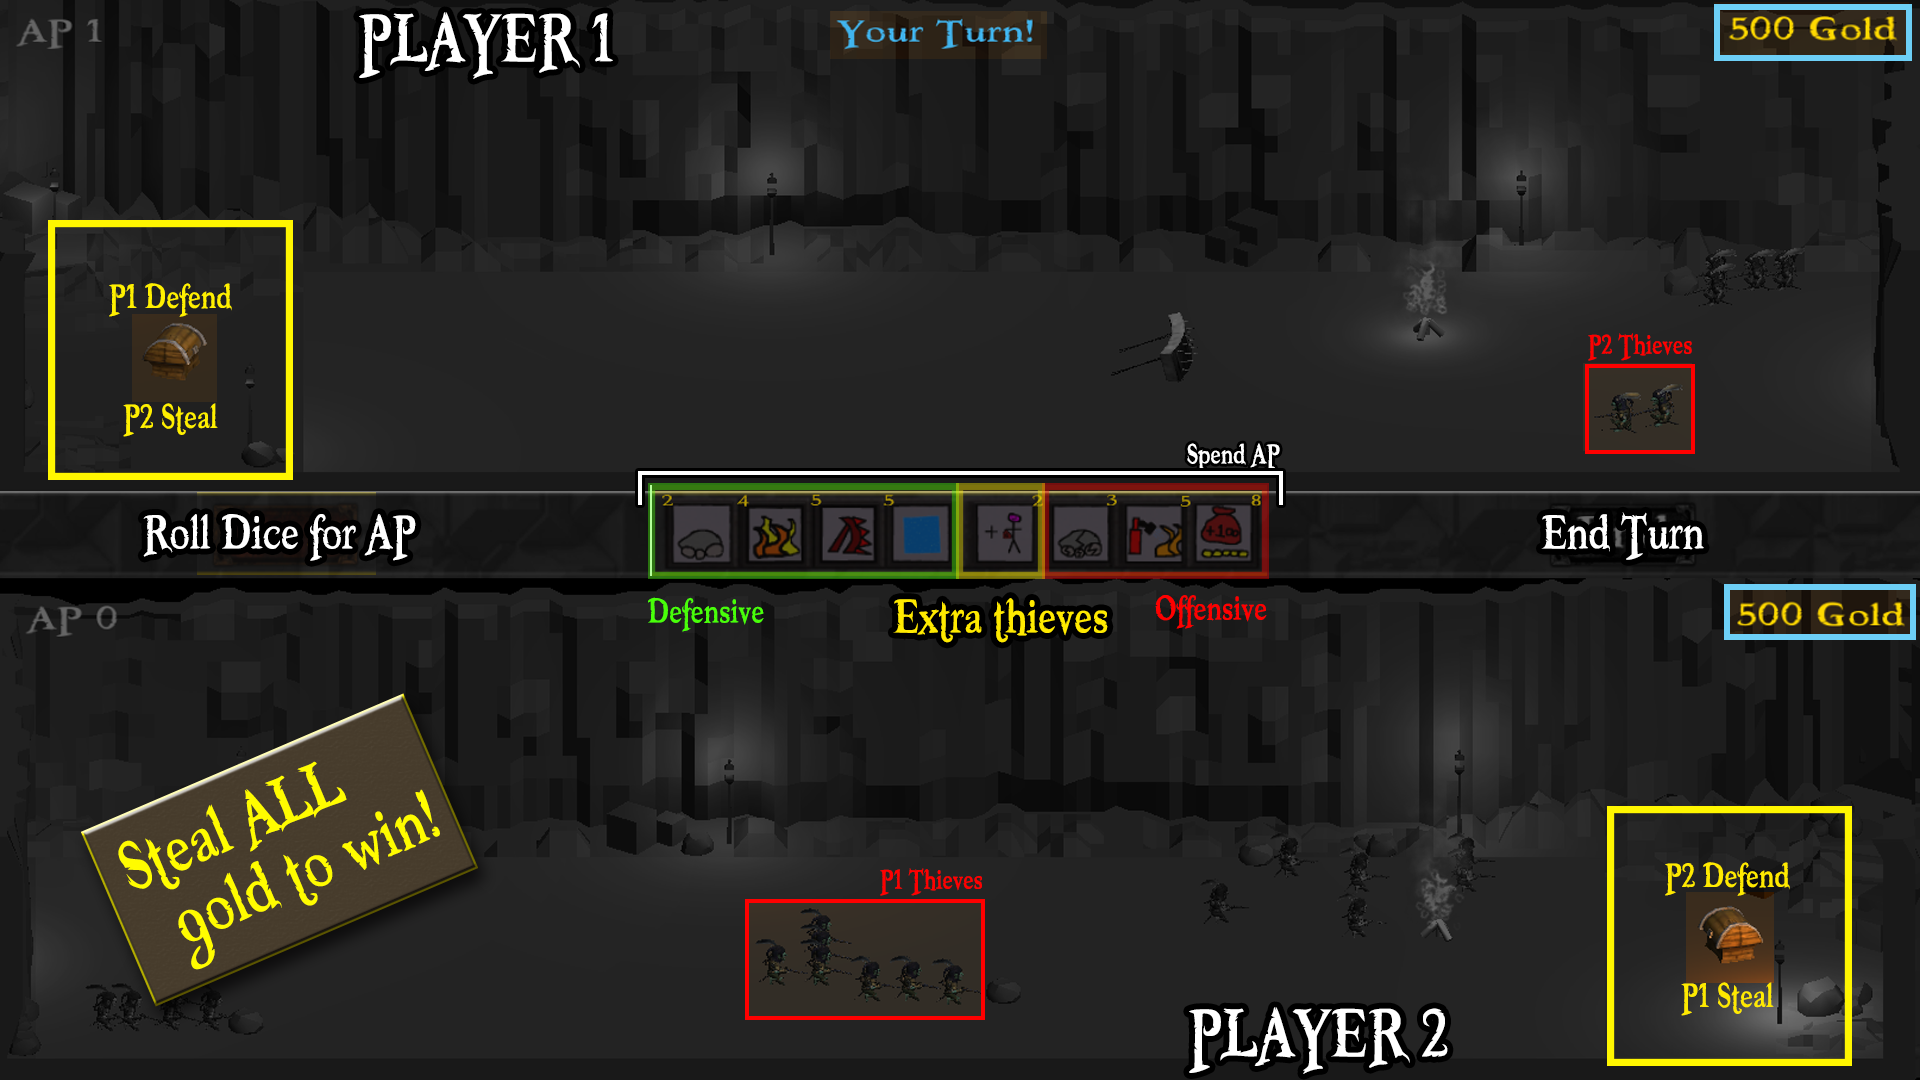 AP 1
PLAYER 1
Your Turn!
500 Gold
P1 Defend
P2 Steal
P2 Thieves
Spend AP
2 4 5 5 2 3 5 8
+
+100
Roll Dice for AP
End Turn
Defensive
Extra thieves
Offensive
AP 0
500 Gold
Steal ALL
gold to win!
P1 Thieves
P2 Defend
P1 Steal
PLAYER 2